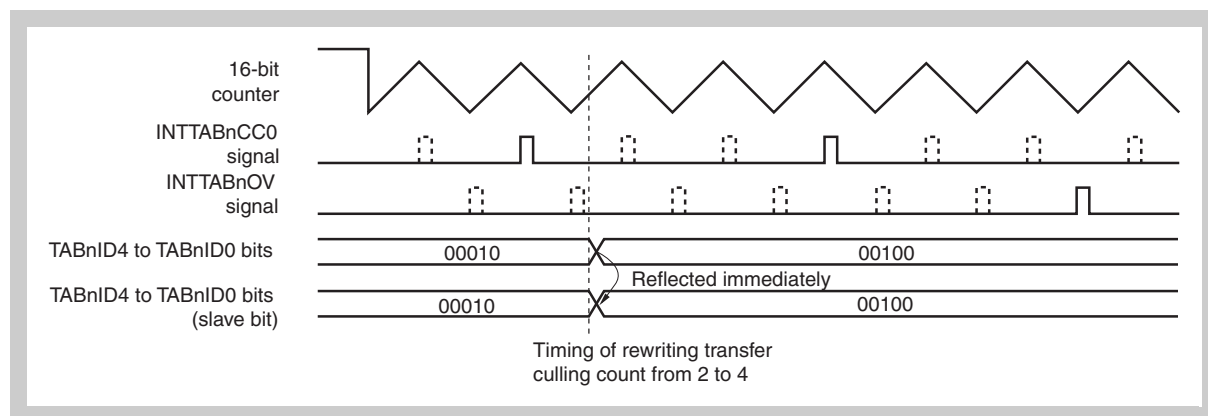 16-bit
counter
INTTABnCC0
signal
INTTABnOV
signal
TABnID4 to TABnID0 bits
00010
00100
Reflected immediately
TABnID4 to TABnID0 bits
(slave bit)
00010
00100
Timing of rewriting transfer
culling count from 2 to 4